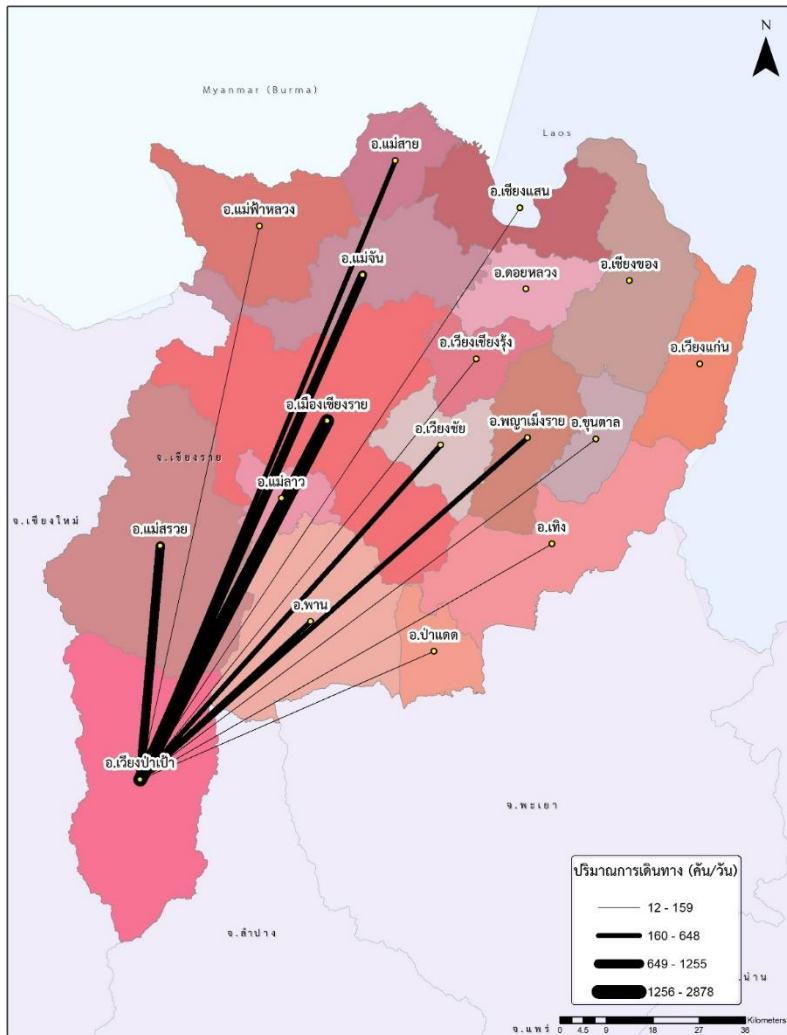 N
Myanmar (Burma)
Laos
อ.แม่สาย
อ.เชียงแสน
อ.แม่ฟ้าหลวง
อ.แม่จัน
อ.ดอยหลวง
อ.เชียงของ
อ.เวียงเชียงรุ้ง
อ.เวียงแก่น
อ.เมืองเชียงราย
อ.เวียงชัย
อ.พญาเม็งราย
อ.ขุนตาล
จ.เชียงราย
อ.แม่ลาว
จ.เชียงใหม่
อ.แม่สรวย
อ.เทิง
อ.พาน
อ.ป่าแดด
อ.เวียงป่าเป้า
จ.พะเยา
จ.ลำปาง
ปริมาณการเดินทาง (คัน/วัน)
12 - 159
160 - 648
649 - 1255
1256 - 2878
น่าน
จ.แพร่
Kilometers
0 4.5 9 18 27 36